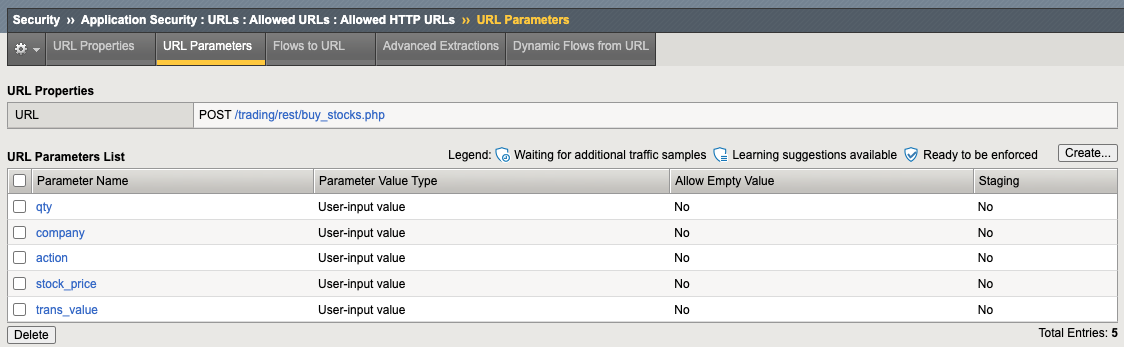 Security ›› Application Security : URLs : Allowed URLs : Allowed HTTP URLs ›› URL Parameters
URL Properties URL Parameters Flows to URL Advanced Extractions Dynamic Flows from URL
URL Properties
URL POST /trading/rest/buy_stocks.php
URL Parameters List Legend: Waiting for additional traffic samples Learning suggestions available Ready to be enforced Create...
Parameter Name Parameter Value Type Allow Empty Value Staging
qty User-input value No No
company User-input value No No
action User-input value No No
stock_price User-input value No No
trans_value User-input value No No
Delete Total Entries: 5